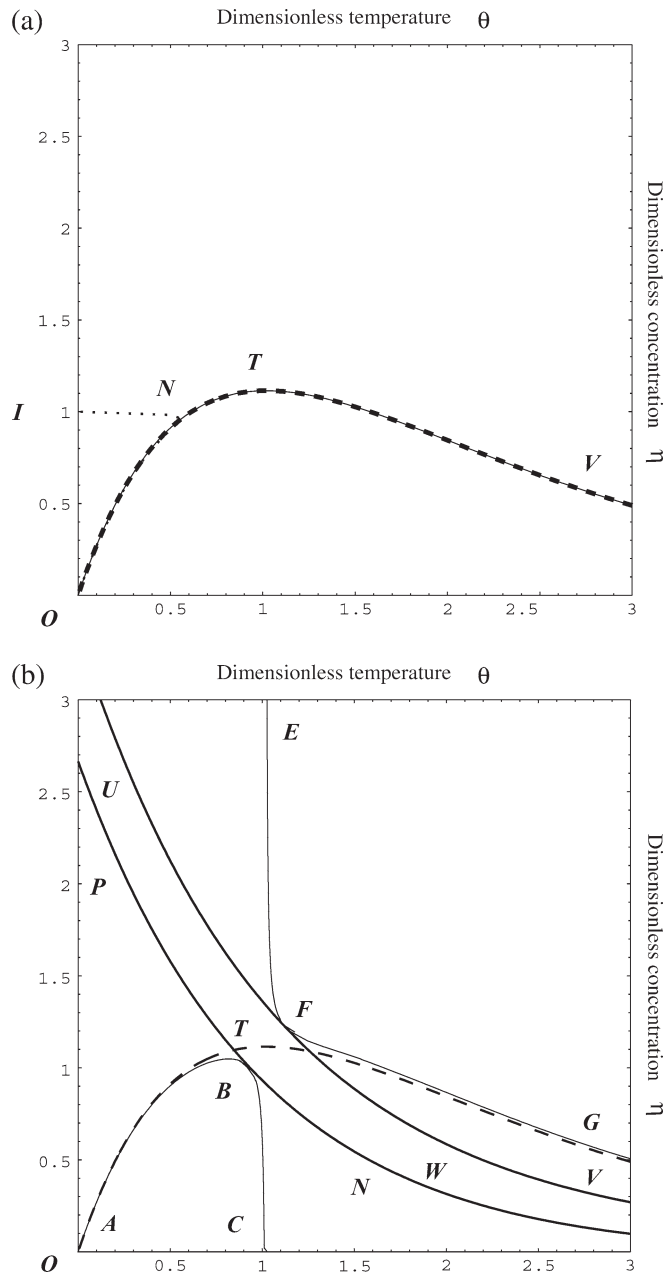 (a) Dimensionless temperature θ
3
2.5
2
1.5
1
0.5
I
N
T
V
O
0.5 1 1.5 2 2.5 3
Dimensionless concentration η
(b) Dimensionless temperature θ
3
2.5
2
1.5
1
0.5
E
U
P
F
T
B
G
A
C
N
W
V
O
0.5 1 1.5 2 2.5 3
Dimensionless concentration η